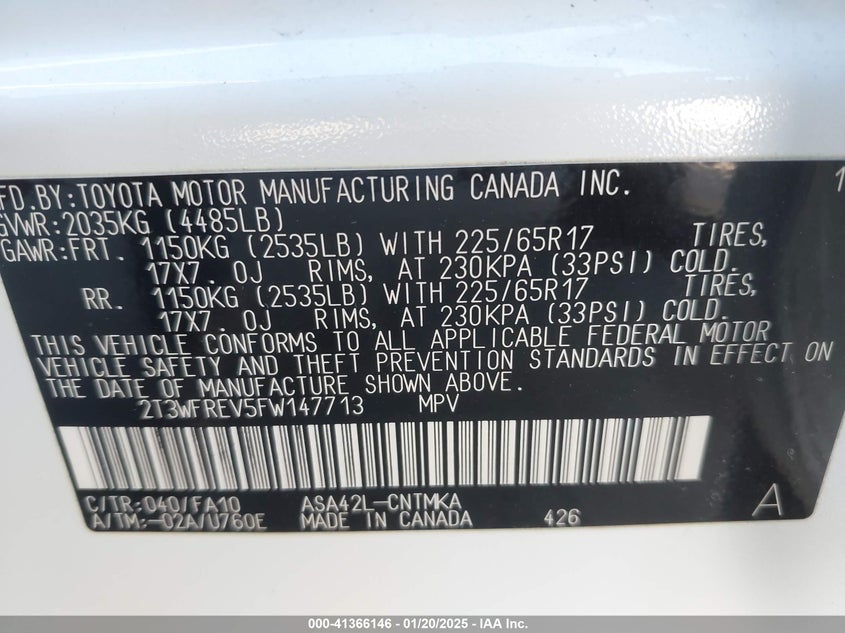 FD. BY: TOYOTA MOTOR MANUFACTURING CANADA INC. 1
GVWR: 2035KG (4485LB)
GAWR: FRT. 1150KG (2535LB) WITH 225/65R17 TIRES,
17X7. 0J RIMS, AT 230KPA (33PSI) COLD.
RR. 1150KG (2535LB) WITH 225/65R17 TIRES,
17X7. 0J RIMS, AT 230KPA (33PSI) COLD.
THIS VEHICLE CONFORMS TO ALL APPLICABLE FEDERAL MOTOR
VEHICLE SAFETY AND THEFT PREVENTION STANDARDS IN EFFECT ON
THE DATE OF MANUFACTURE SHOWN ABOVE.
2T3WFREV5FW147713 MPV
C/TR: 040/FA10 ASA42L-CNTMKA A
A/TM: -02A/U760E MADE IN CANADA 426
000-41366146 - 01/20/2025 - IAA Inc.